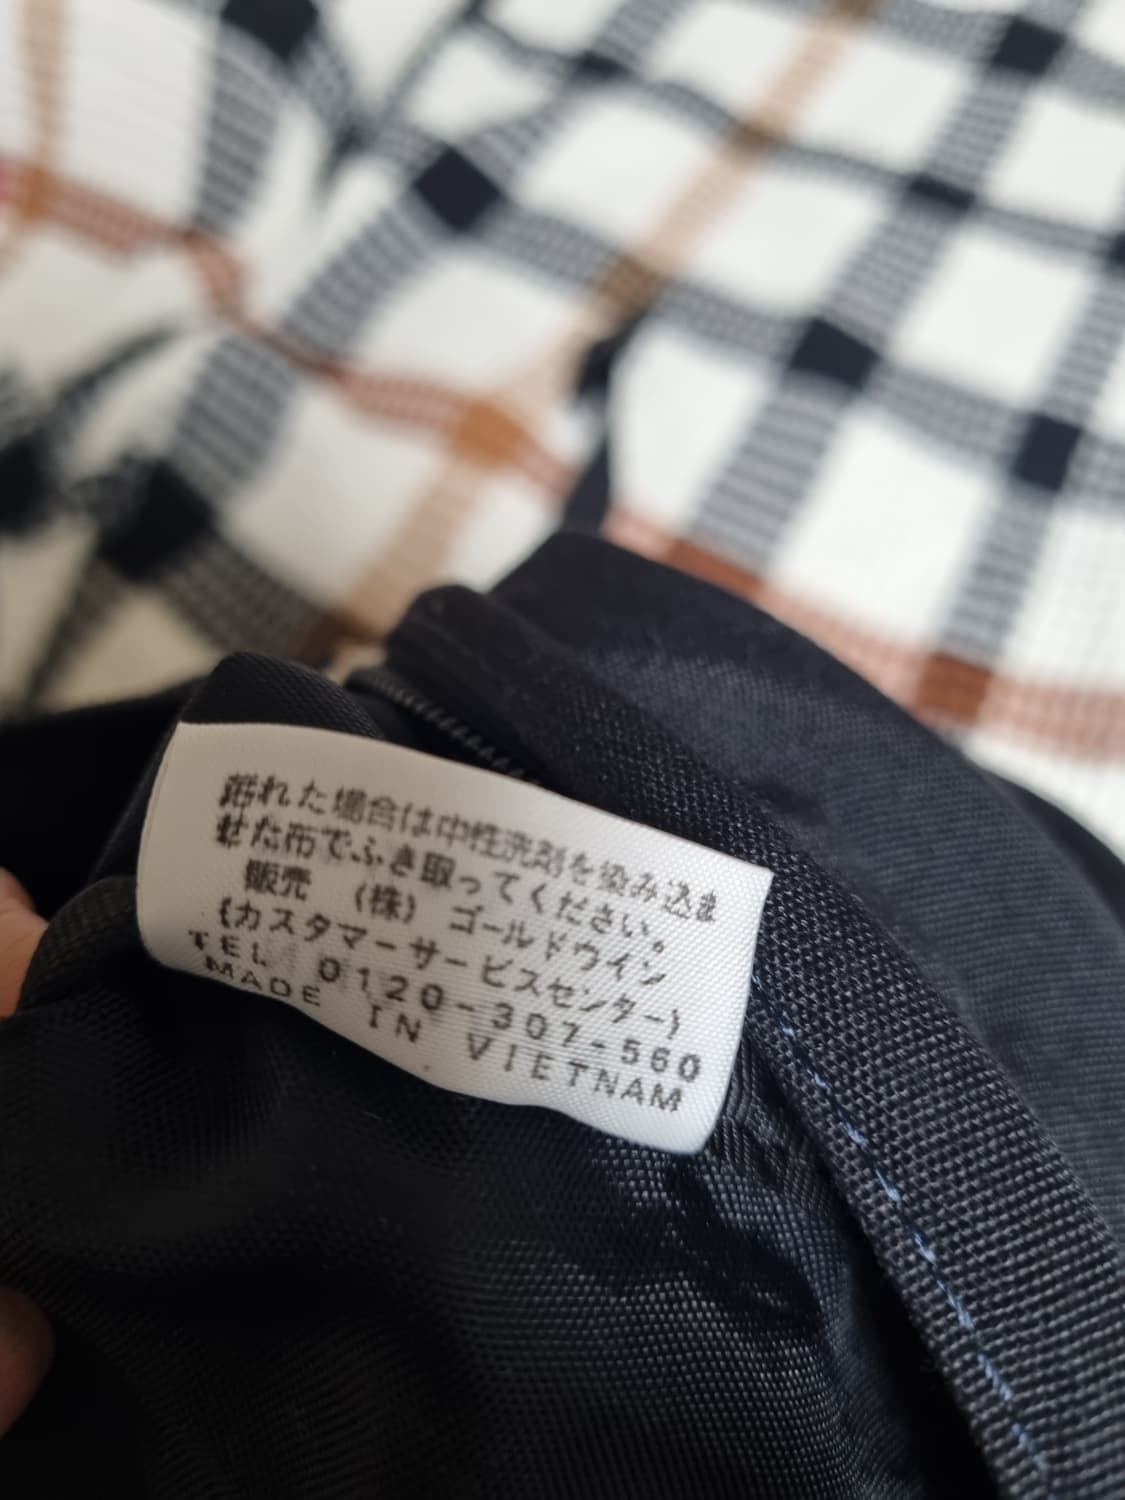 汚れた場合は中性洗剤を染み込ま
せた布でふき取ってください。
販売 (株) ゴールドウイン
(カスタマーサービスセンター)
TEL 0120-307-560
MADE IN VIETNAM